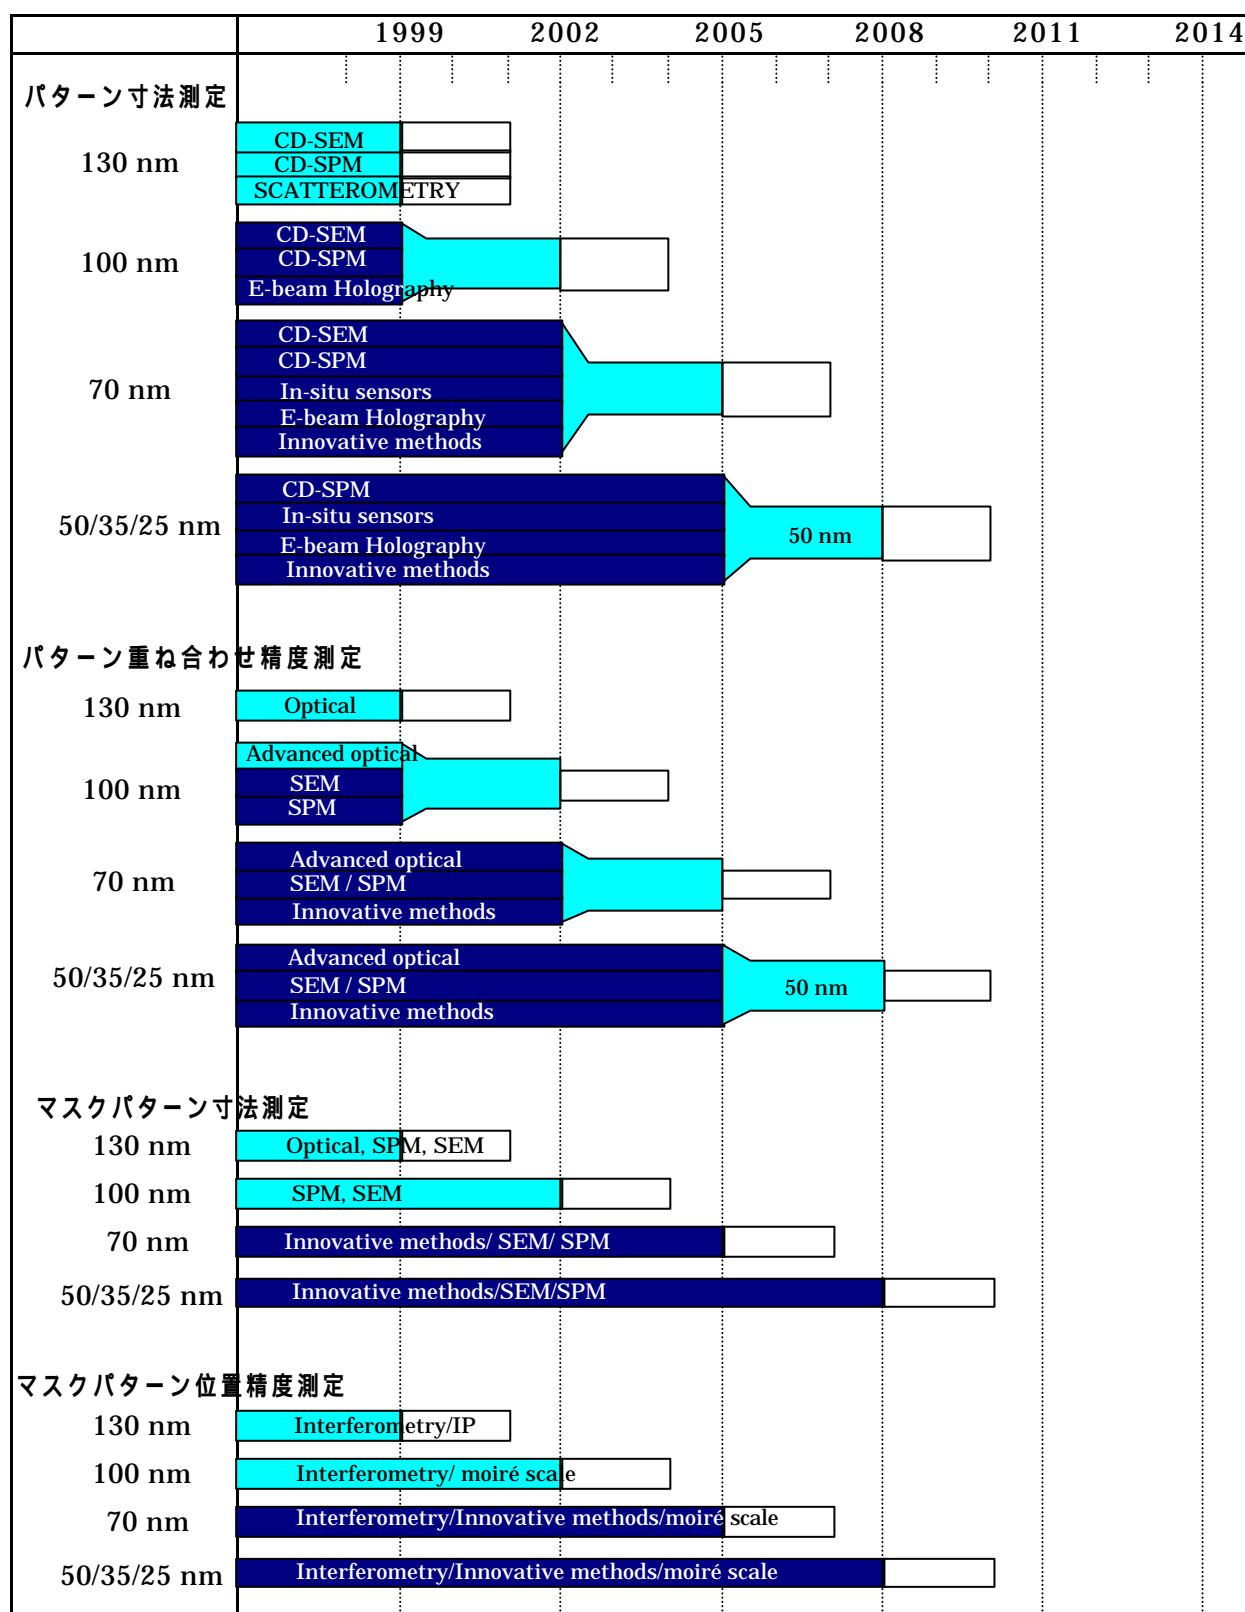 1999 2002 2005 2008 2011 2014
パターン寸法測定
130 nm
CD-SEM
CD-SPM
SCATTEROMETRY
100 nm
CD-SEM
CD-SPM
E-beam Holography
70 nm
CD-SEM
CD-SPM
In-situ sensors
E-beam Holography
Innovative methods
50/35/25 nm
CD-SPM
In-situ sensors
E-beam Holography
Innovative methods
50 nm
パターン重ね合わせ精度測定
130 nm
Optical
100 nm
Advanced optical
SEM
SPM
70 nm
Advanced optical
SEM / SPM
Innovative methods
50/35/25 nm
Advanced optical
SEM / SPM
Innovative methods
50 nm
マスクパターン寸法測定
130 nm
Optical, SPM, SEM
100 nm
SPM, SEM
70 nm
Innovative methods/ SEM/ SPM
50/35/25 nm
Innovative methods/SEM/SPM
マスクパターン位置精度測定
130 nm
Interferometry/IP
100 nm
Interferometry/ moiré scale
70 nm
Interferometry/Innovative methods/moiré scale
50/35/25 nm
Interferometry/Innovative methods/moiré scale